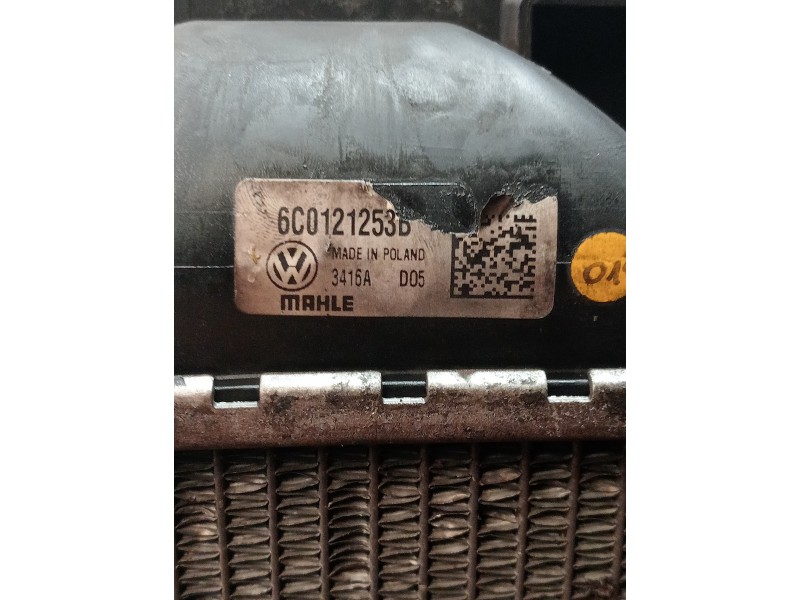 6C0121253B
MADE IN POLAND
3416A D05
MAHLE